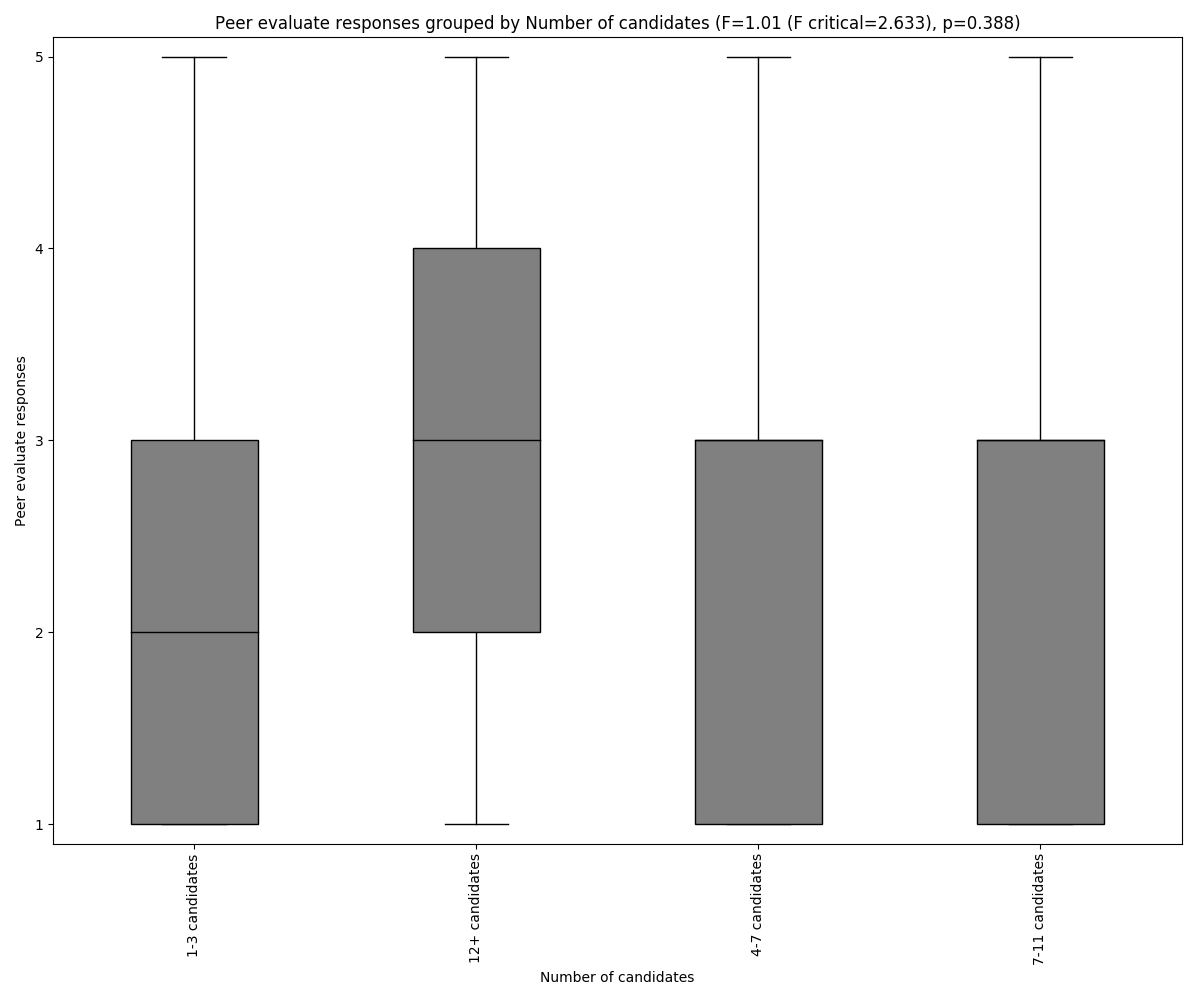 Peer evaluate responses grouped by Number of candidates (F=1.01 (F critical=2.633), p=0.388)
Peer evaluate responses
5
4
3
2
1
1-3 candidates
12+ candidates
4-7 candidates
7-11 candidates
Number of candidates